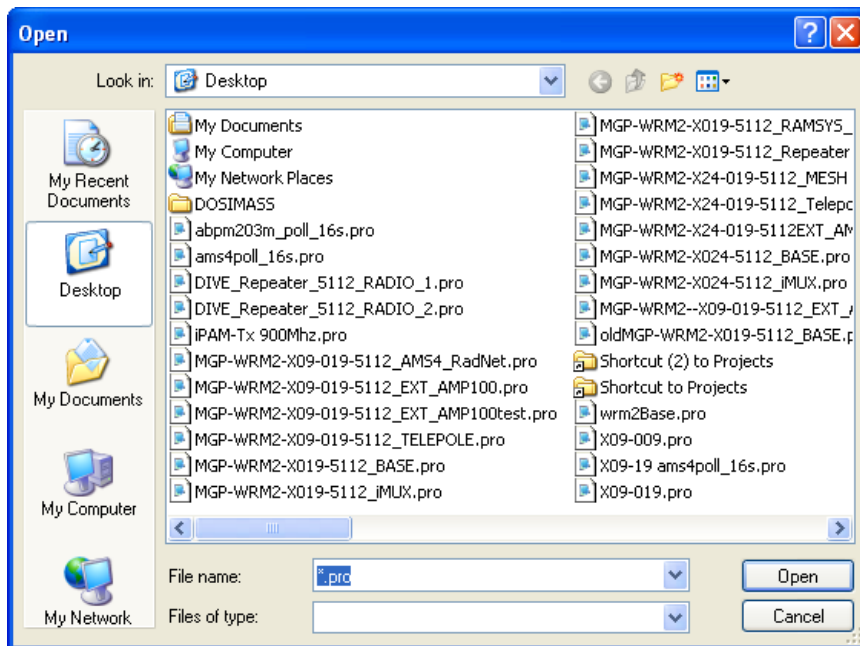 Open
Look in:
Desktop
My Recent
Documents
Desktop
My Documents
My Computer
My Network
My Documents
My Computer
My Network Places
DOSIMASS
abpm203m_poll_16s.pro
ams4poll_16s.pro
DIVE_Repeater_5112_RADIO_1.pro
DIVE_Repeater_5112_RADIO_2.pro
iPAM-Tx 900Mhz.pro
MGP-WRM2-X09-019-5112_AMS4_RadNet.pro
MGP-WRM2-X09-019-5112_EXT_AMP100.pro
MGP-WRM2-X09-019-5112_EXT_AMP100test.pro
MGP-WRM2-X09-019-5112_TELEPOLE.pro
MGP-WRM2-X019-5112_BASE.pro
MGP-WRM2-X019-5112_iMUX.pro
MGP-WRM2-X019-5112_RAMSYS_
MGP-WRM2-X019-5112_Repeater
MGP-WRM2-X24-019-5112_MESH
MGP-WRM2-X24-019-5112_Telepo
MGP-WRM2-X24-019-5112EXT_AM
MGP-WRM2-X024-5112_BASE.pro
MGP-WRM2-X024-5112_iMUX.pro
MGP-WRM2--X09-019-5112_EXT_
oldMGP-WRM2-X019-5112_BASE.p
Shortcut (2) to Projects
Shortcut to Projects
wrm2Base.pro
X09-009.pro
X09-19 ams4poll_16s.pro
X09-019.pro
File name:
*.pro
Open
Files of type:
Cancel